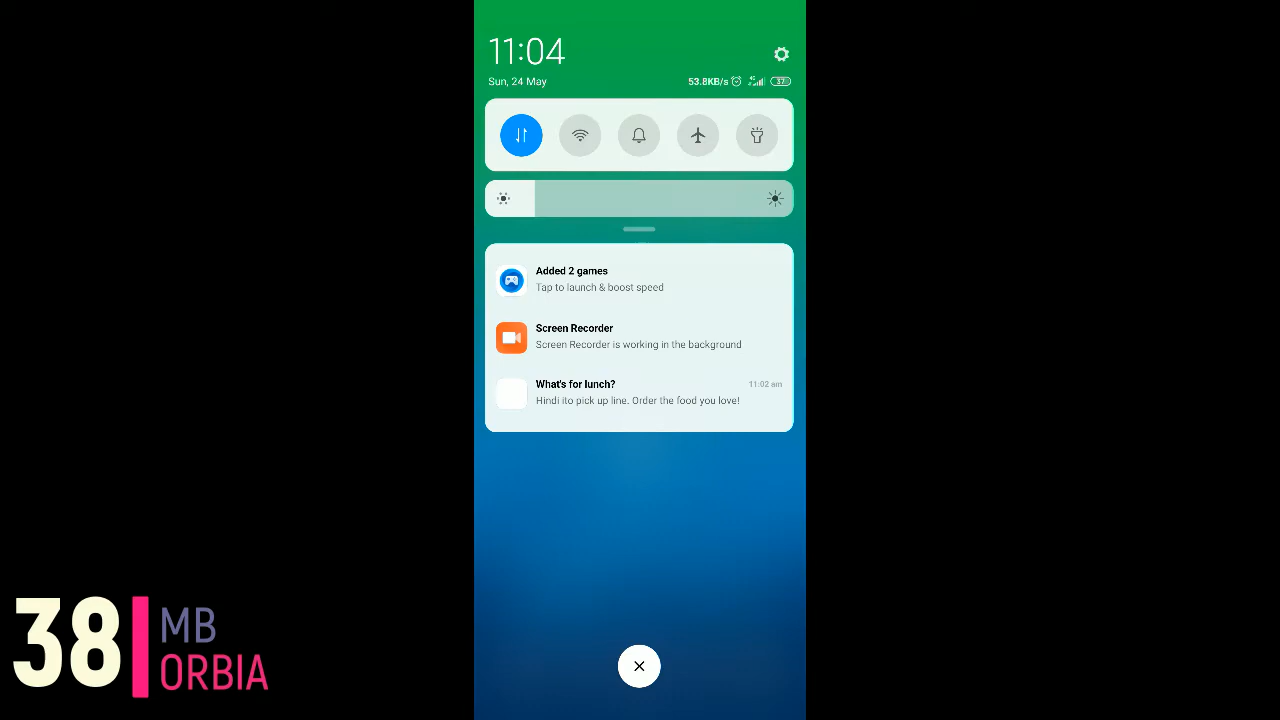 11:04
Sun, 24 May
53.8KB/s 4G 37
Added 2 games
Tap to launch & boost speed
Screen Recorder
Screen Recorder is working in the background
What's for lunch? 11:02 am
Hindi ito pick up line. Order the food you love!
38 MB
ORBIA